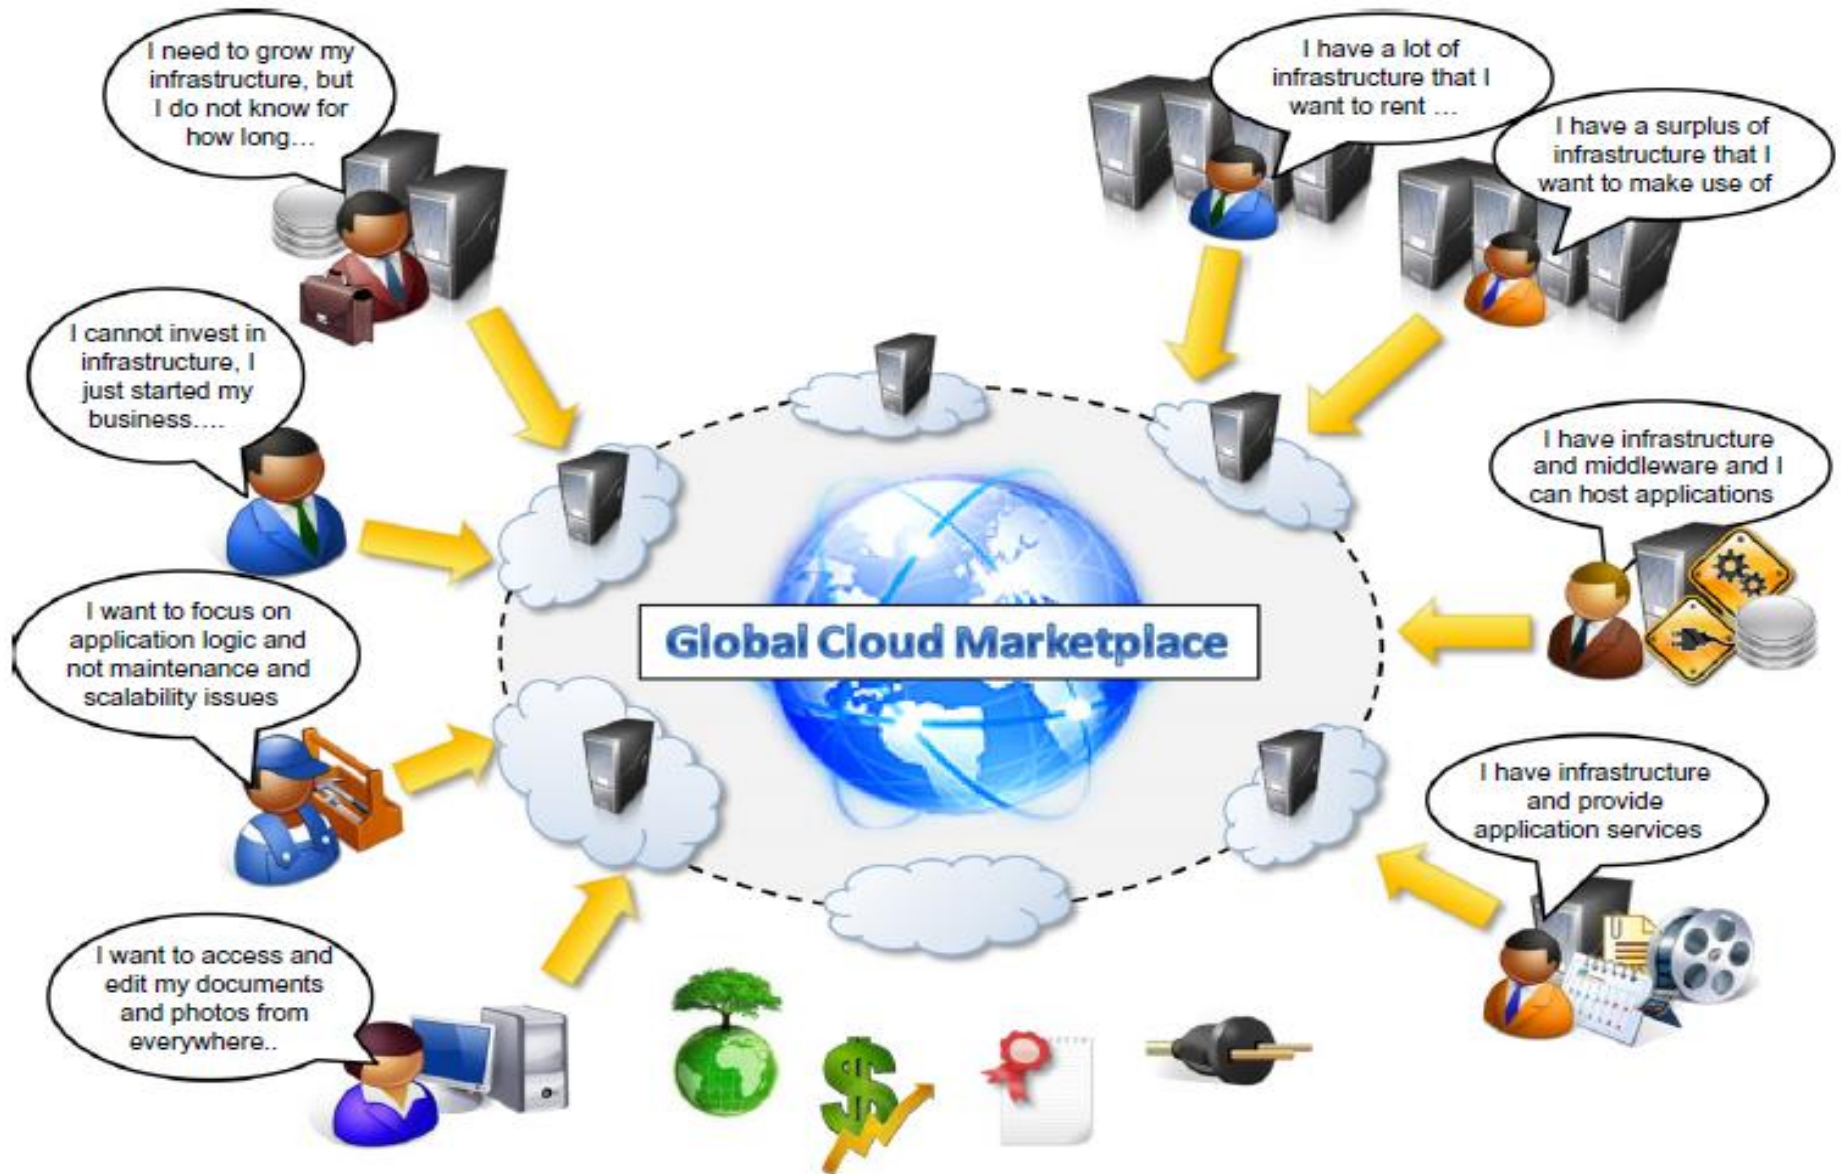 I need to grow my
infrastructure, but
I do not know for
how long…
I have a lot of
infrastructure that I
want to rent …
I have a surplus of
infrastructure that I
want to make use of
I cannot invest in
infrastructure, I
just started my
business….
I have infrastructure
and middleware and I
can host applications
I want to focus on
application logic and
not maintenance and
scalability issues
Global Cloud Marketplace
I have infrastructure
and provide
application services
I want to access and
edit my documents
and photos from
everywhere..